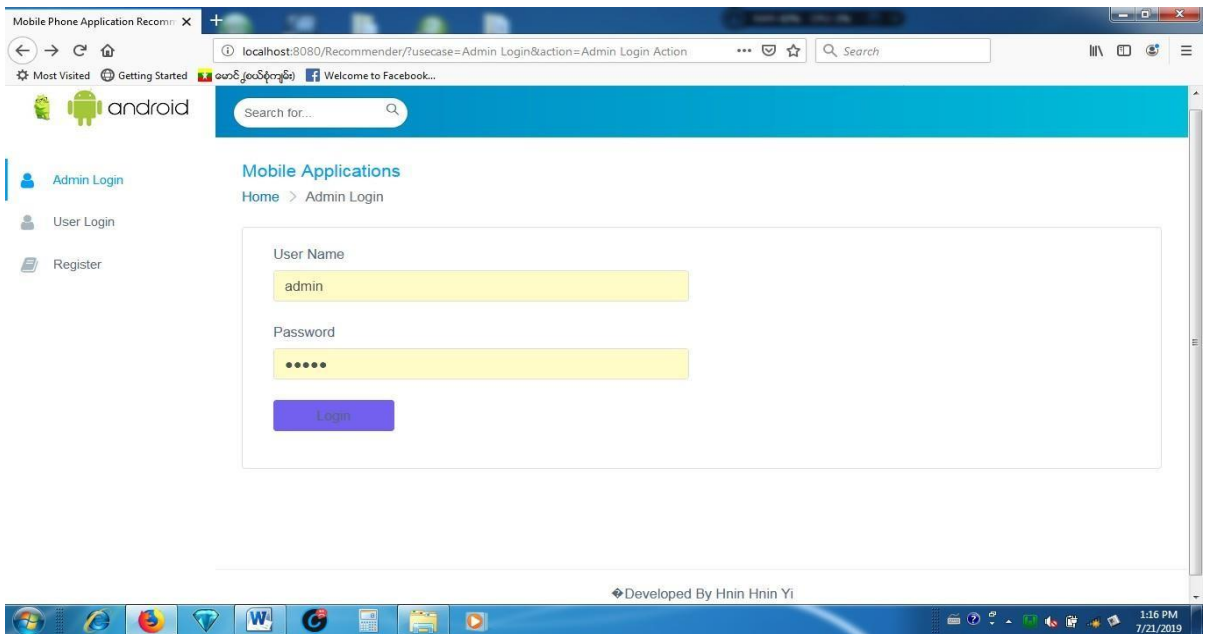 Mobile Phone Application Recomm
localhost:8080/Recommender/?usecase=Admin Login&action=Admin Login Action
Search
Most Visited
Getting Started
Welcome to Facebook...
android
Search for...
Mobile Applications
Home > Admin Login
Admin Login
User Login
Register
User Name
admin
Password
•••••
Login
�Developed By Hnin Hnin Yi
1:16 PM
7/21/2019